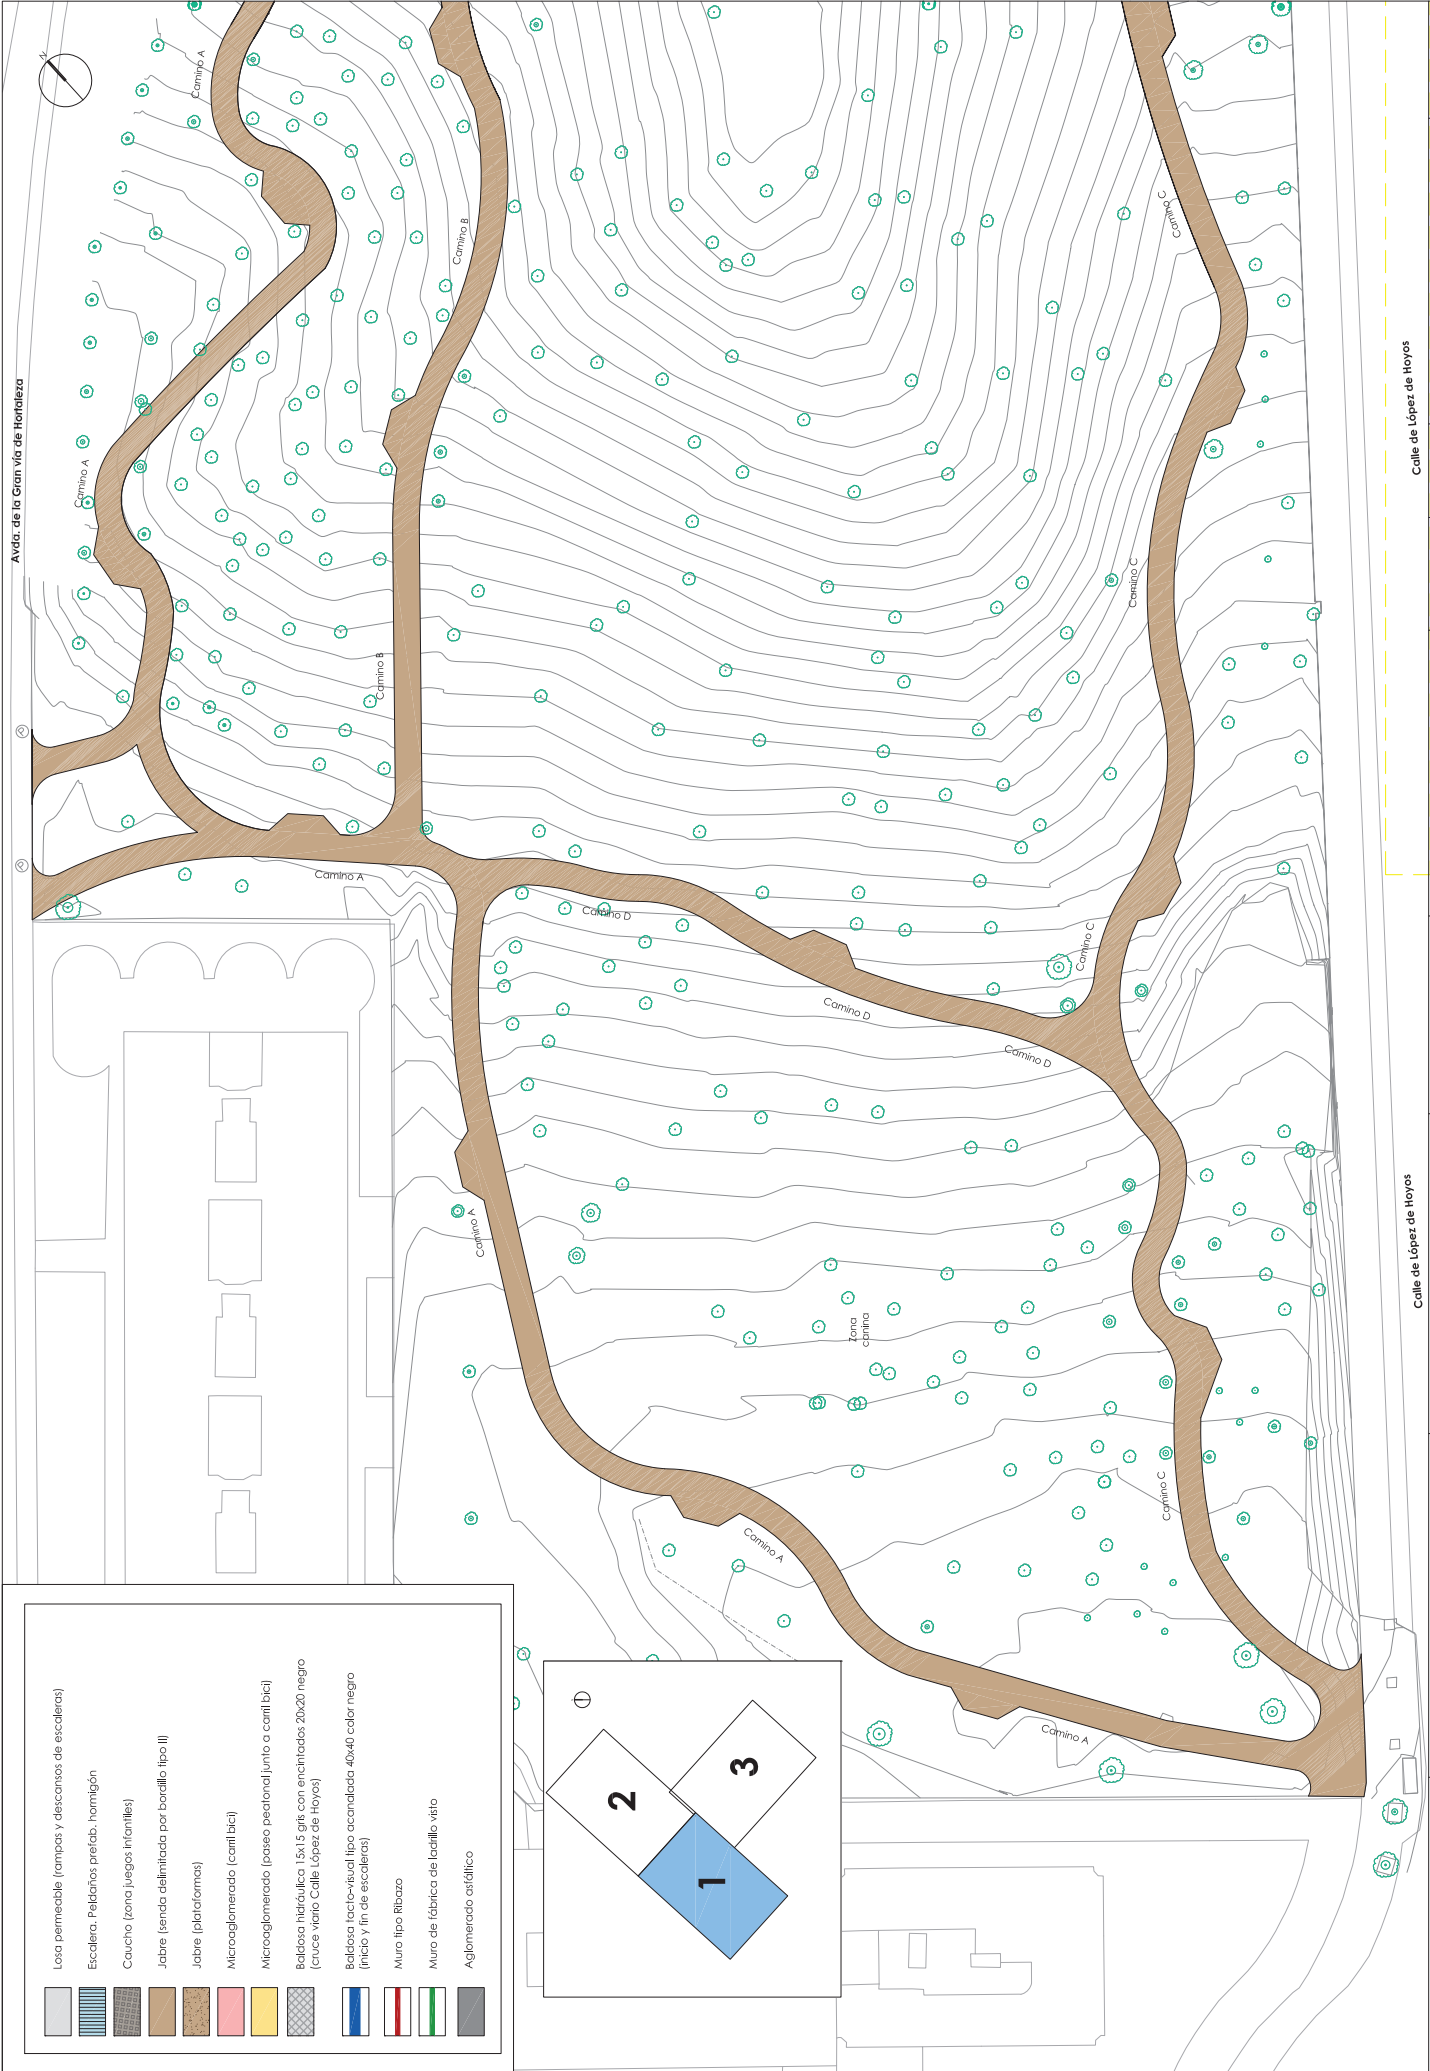 N
Avda. de la Gran vía de Hortaleza
Camino A
Camino B
Camino C
Camino A
Camino B
Camino C
Calle de López de Hoyos
Camino A
Camino D
Camino C
Camino D
Camino D
Camino A
Zona
canina
Calle de López de Hoyos
Camino C
Camino A
Camino A
Losa permeable (rampas y descansos de escaleras)
Escalera. Peldaños prefab. hormigón
Caucho (zona juegos infantiles)
Jabre (senda delimitada por bordillo tipo II)
Jabre (plataformas)
Microaglomerado (carril bici)
Microaglomerado (paseo peatonal junto a carril bici)
Baldosa hidráulica 15x15 gris con encintados 20x20 negro
(cruce viario Calle López de Hoyos)
Baldosa tacto-visual tipo acanalada 40x40 color negro
(inicio y fin de escaleras)
Muro tipo Ribazo
Muro de fábrica de ladrillo visto
Aglomerado asfáltico
1
2
3